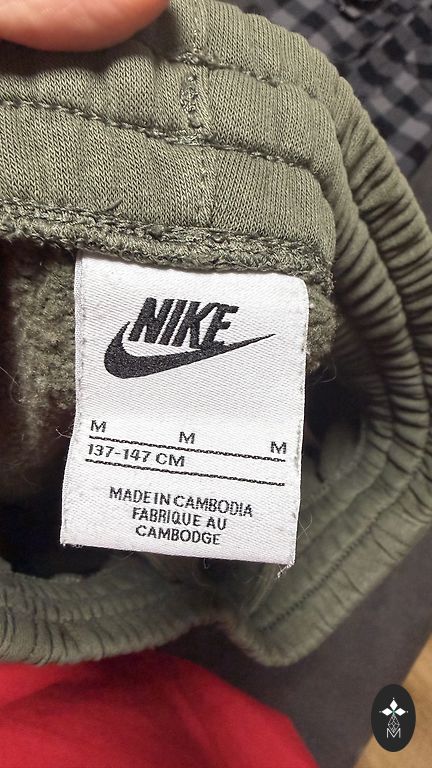 NIKE
M M M
137-147 CM
MADE IN CAMBODIA
FABRIQUE AU
CAMBODGE
M